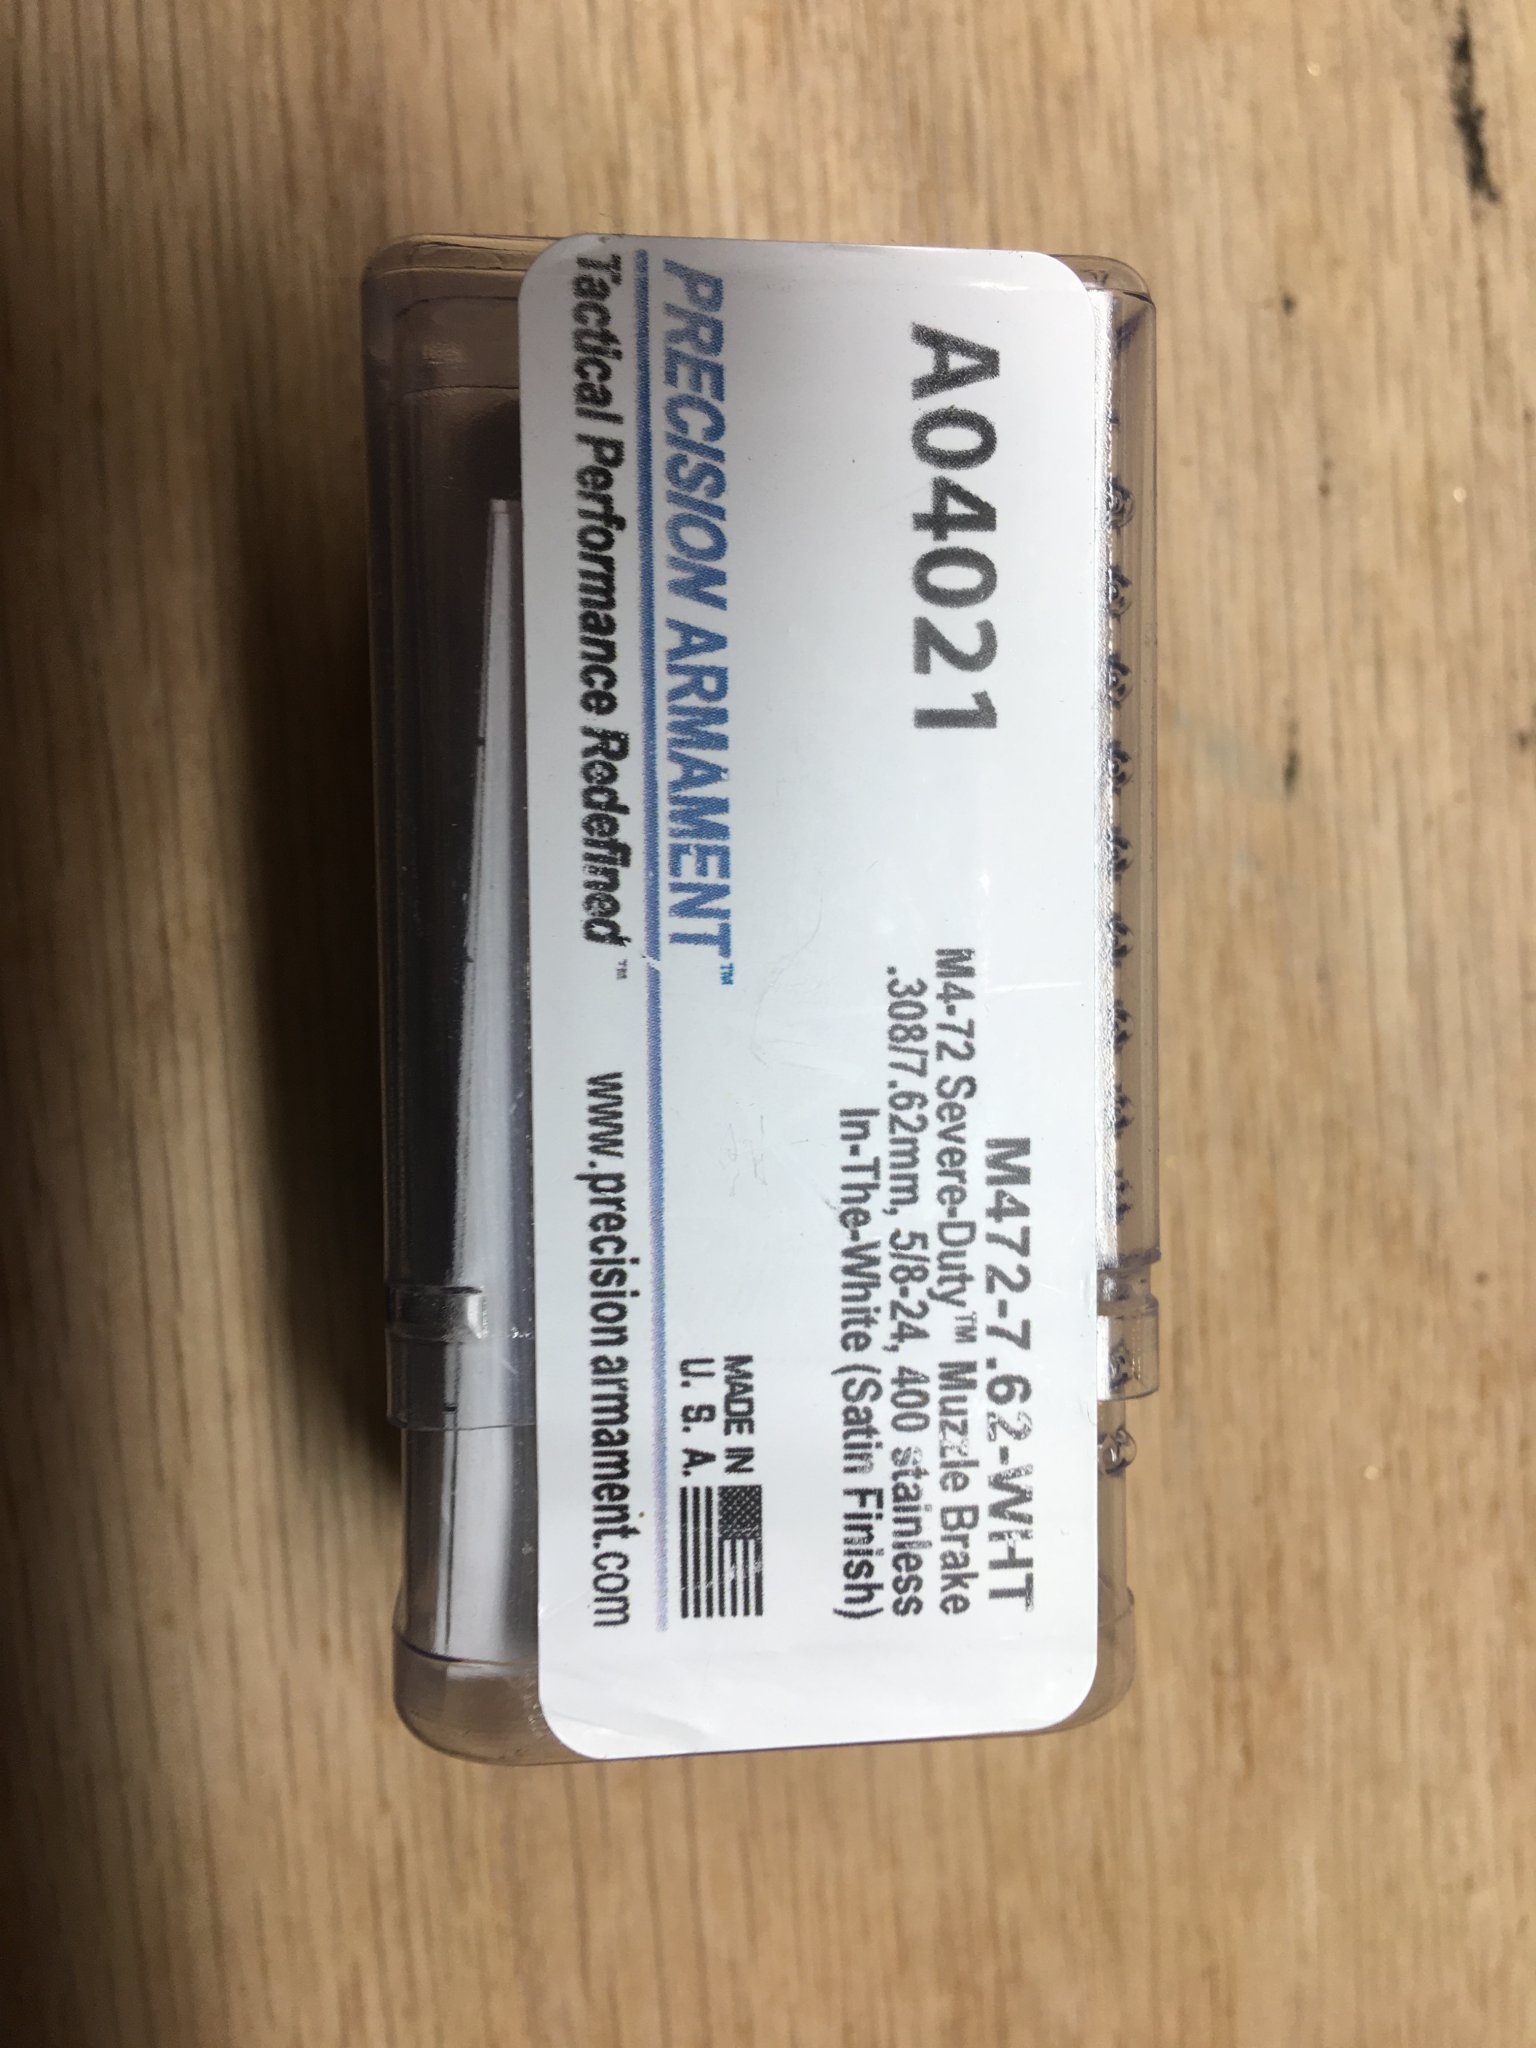 A04021
M472-7.62-WHT
M4-72 Severe-Duty™ Muzzle Brake
.308/7.62mm, 5/8-24, 400 stainless
In-The-White (Satin Finish)
PRECISION ARMAMENT™
MADE IN
U.S.A.
Tactical Performance Redefined™
www.precisionarmament.com